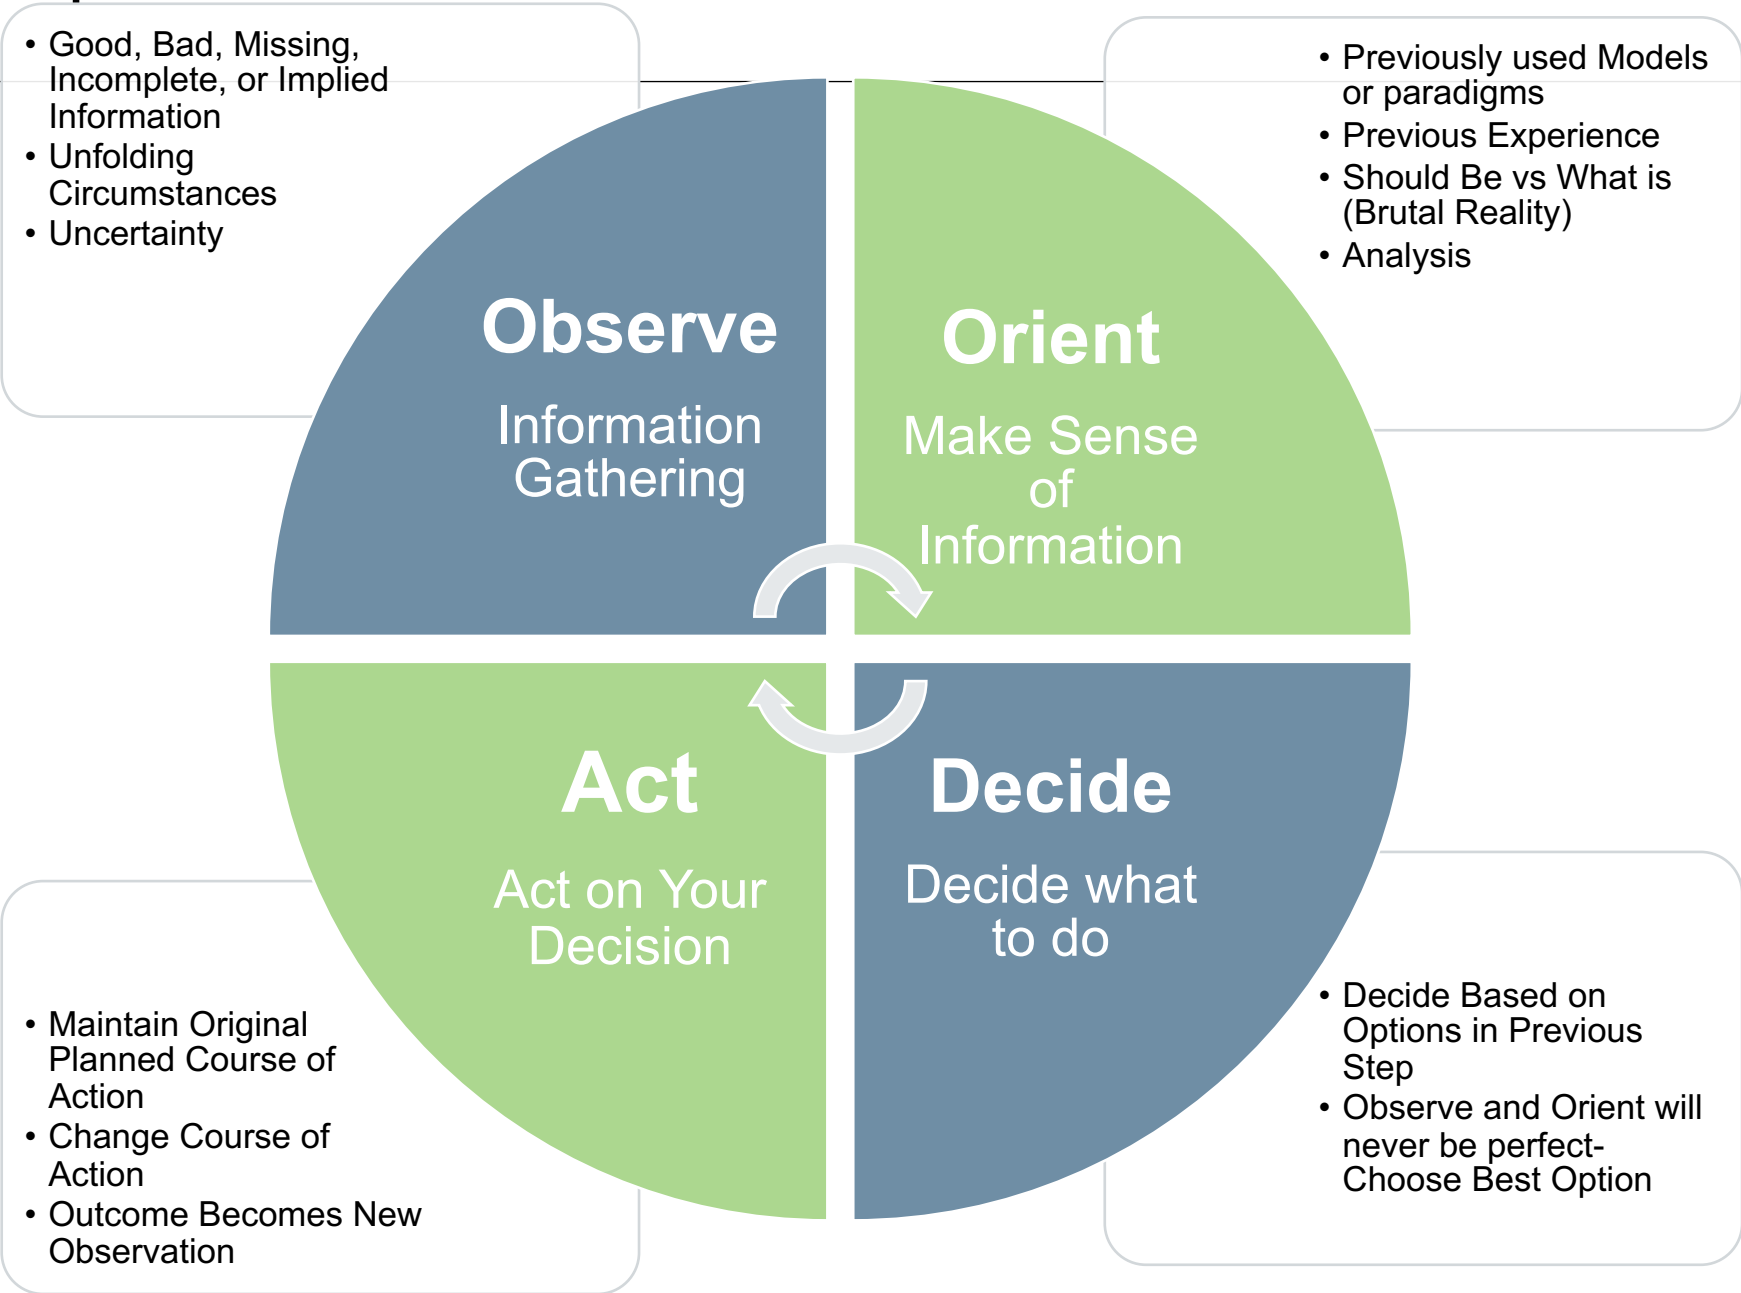 • Good, Bad, Missing,
Incomplete, or Implied
Information
• Unfolding
Circumstances
• Uncertainty
• Previously used Models
or paradigms
• Previous Experience
• Should Be vs What is
(Brutal Reality)
• Analysis
Observe
Information
Gathering
Orient
Make Sense
of
Information
Act
Act on Your
Decision
Decide
Decide what
to do
• Maintain Original
Planned Course of
Action
• Change Course of
Action
• Outcome Becomes New
Observation
• Decide Based on
Options in Previous
Step
• Observe and Orient will
never be perfect-
Choose Best Option